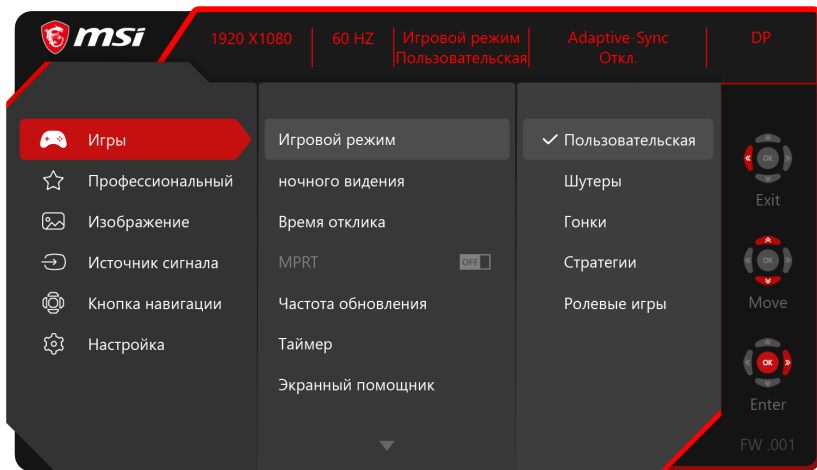 msi
1920 X1080
60 HZ
Игровой режим
Пользовательская
Adaptive-Sync
Откл.
DP
Игры
Профессиональный
Изображение
Источник сигнала
Кнопка навигации
Настройка
Игровой режим
ночного видения
Время отклика
MPRT
OFF
Частота обновления
Таймер
Экранный помощник
Пользовательская
Шутеры
Гонки
Стратегии
Ролевые игры
OK
Exit
OK
Move
OK
Enter
FW .001